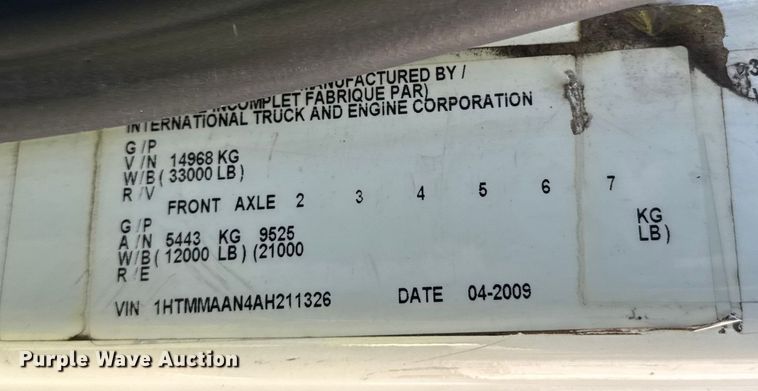 MANUFACTURED BY /
INCOMPLET FABRIQUE PAR)
INTERNATIONAL TRUCK AND ENGINE CORPORATION
G /P
V / N 14968 KG
W/B ( 33000 LB )
R / V
FRONT AXLE 2 3 4 5 6 7
G /P
A / N 5443 KG 9525 KG
W/B ( 12000 LB ) (21000 LB)
R /E
VIN 1HTMMAAN4AH211326 DATE 04-2009
Purple Wave Auction